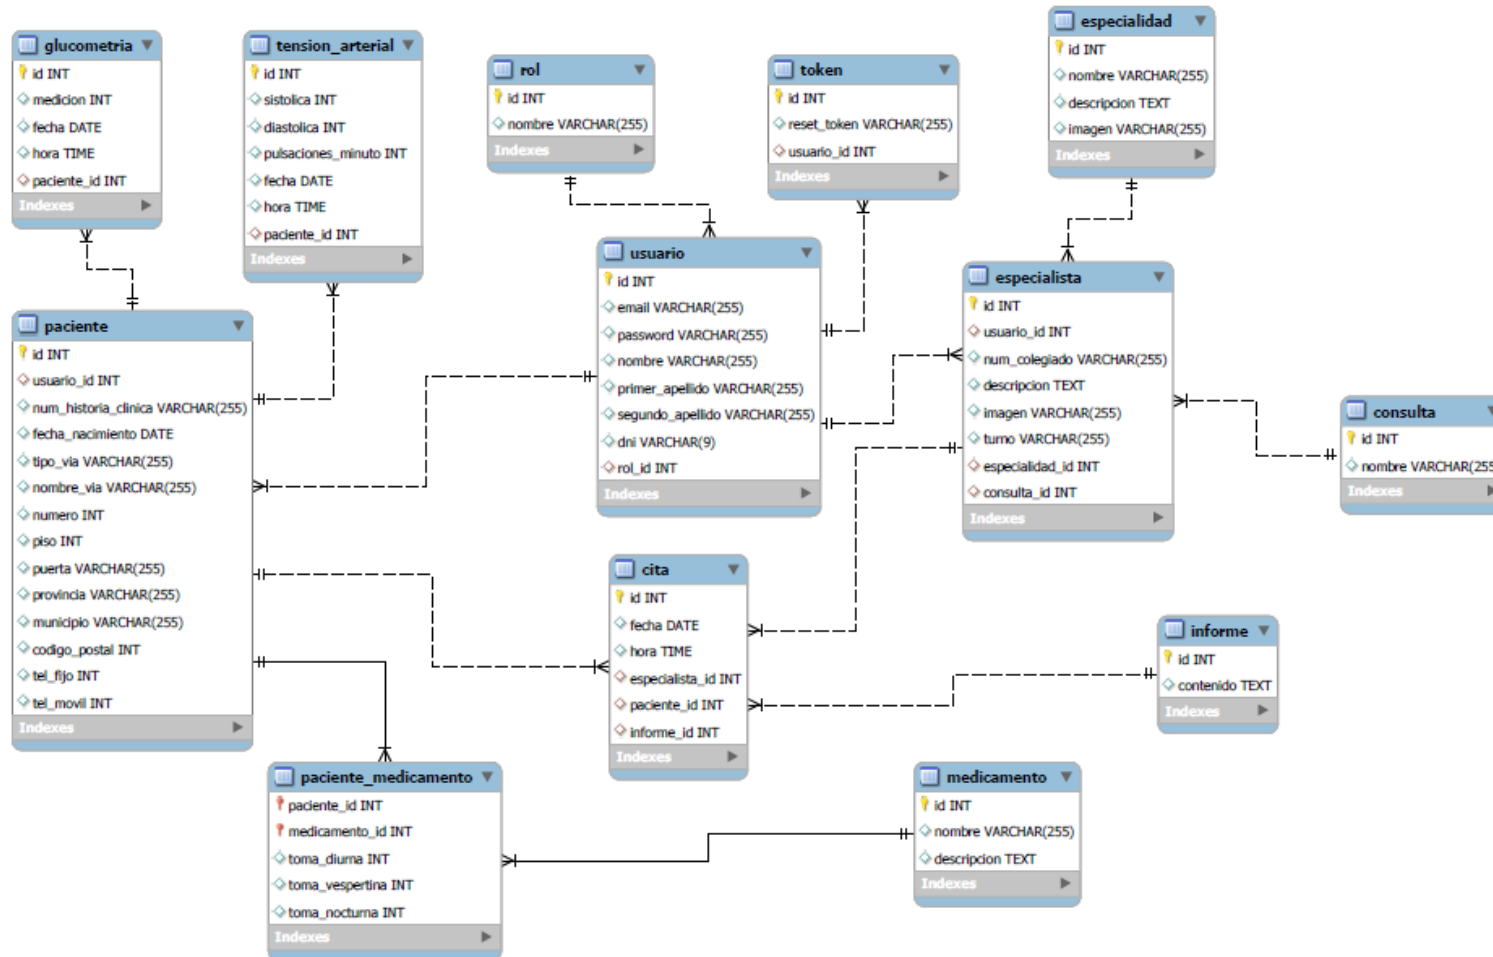 glucometria
id INT
medicion INT
fecha DATE
hora TIME
paciente_id INT
Indexes
tension_arterial
id INT
sistolica INT
diastolica INT
pulsaciones_minuto INT
fecha DATE
hora TIME
paciente_id INT
Indexes
rol
id INT
nombre VARCHAR(255)
Indexes
token
id INT
reset_token VARCHAR(255)
usuario_id INT
Indexes
especialidad
id INT
nombre VARCHAR(255)
descripcion TEXT
imagen VARCHAR(255)
Indexes
paciente
id INT
usuario_id INT
num_historia_clinica VARCHAR(255)
fecha_nacimiento DATE
tipo_via VARCHAR(255)
nombre_via VARCHAR(255)
numero INT
piso INT
puerta VARCHAR(255)
provincia VARCHAR(255)
municipio VARCHAR(255)
codigo_postal INT
tel_fijo INT
tel_movil INT
Indexes
usuario
id INT
email VARCHAR(255)
password VARCHAR(255)
nombre VARCHAR(255)
primer_apellido VARCHAR(255)
segundo_apellido VARCHAR(255)
dni VARCHAR(9)
rol_id INT
Indexes
especialista
id INT
usuario_id INT
num_colegiado VARCHAR(255)
descripcion TEXT
imagen VARCHAR(255)
turno VARCHAR(255)
especialidad_id INT
consulta_id INT
Indexes
consulta
id INT
nombre VARCHAR(255
Indexes
cita
id INT
fecha DATE
hora TIME
especialista_id INT
paciente_id INT
informe_id INT
Indexes
informe
id INT
contenido TEXT
Indexes
paciente_medicamento
paciente_id INT
medicamento_id INT
toma_diurna INT
toma_vespertina INT
toma_nocturna INT
Indexes
medicamento
id INT
nombre VARCHAR(255)
descripcion TEXT
Indexes